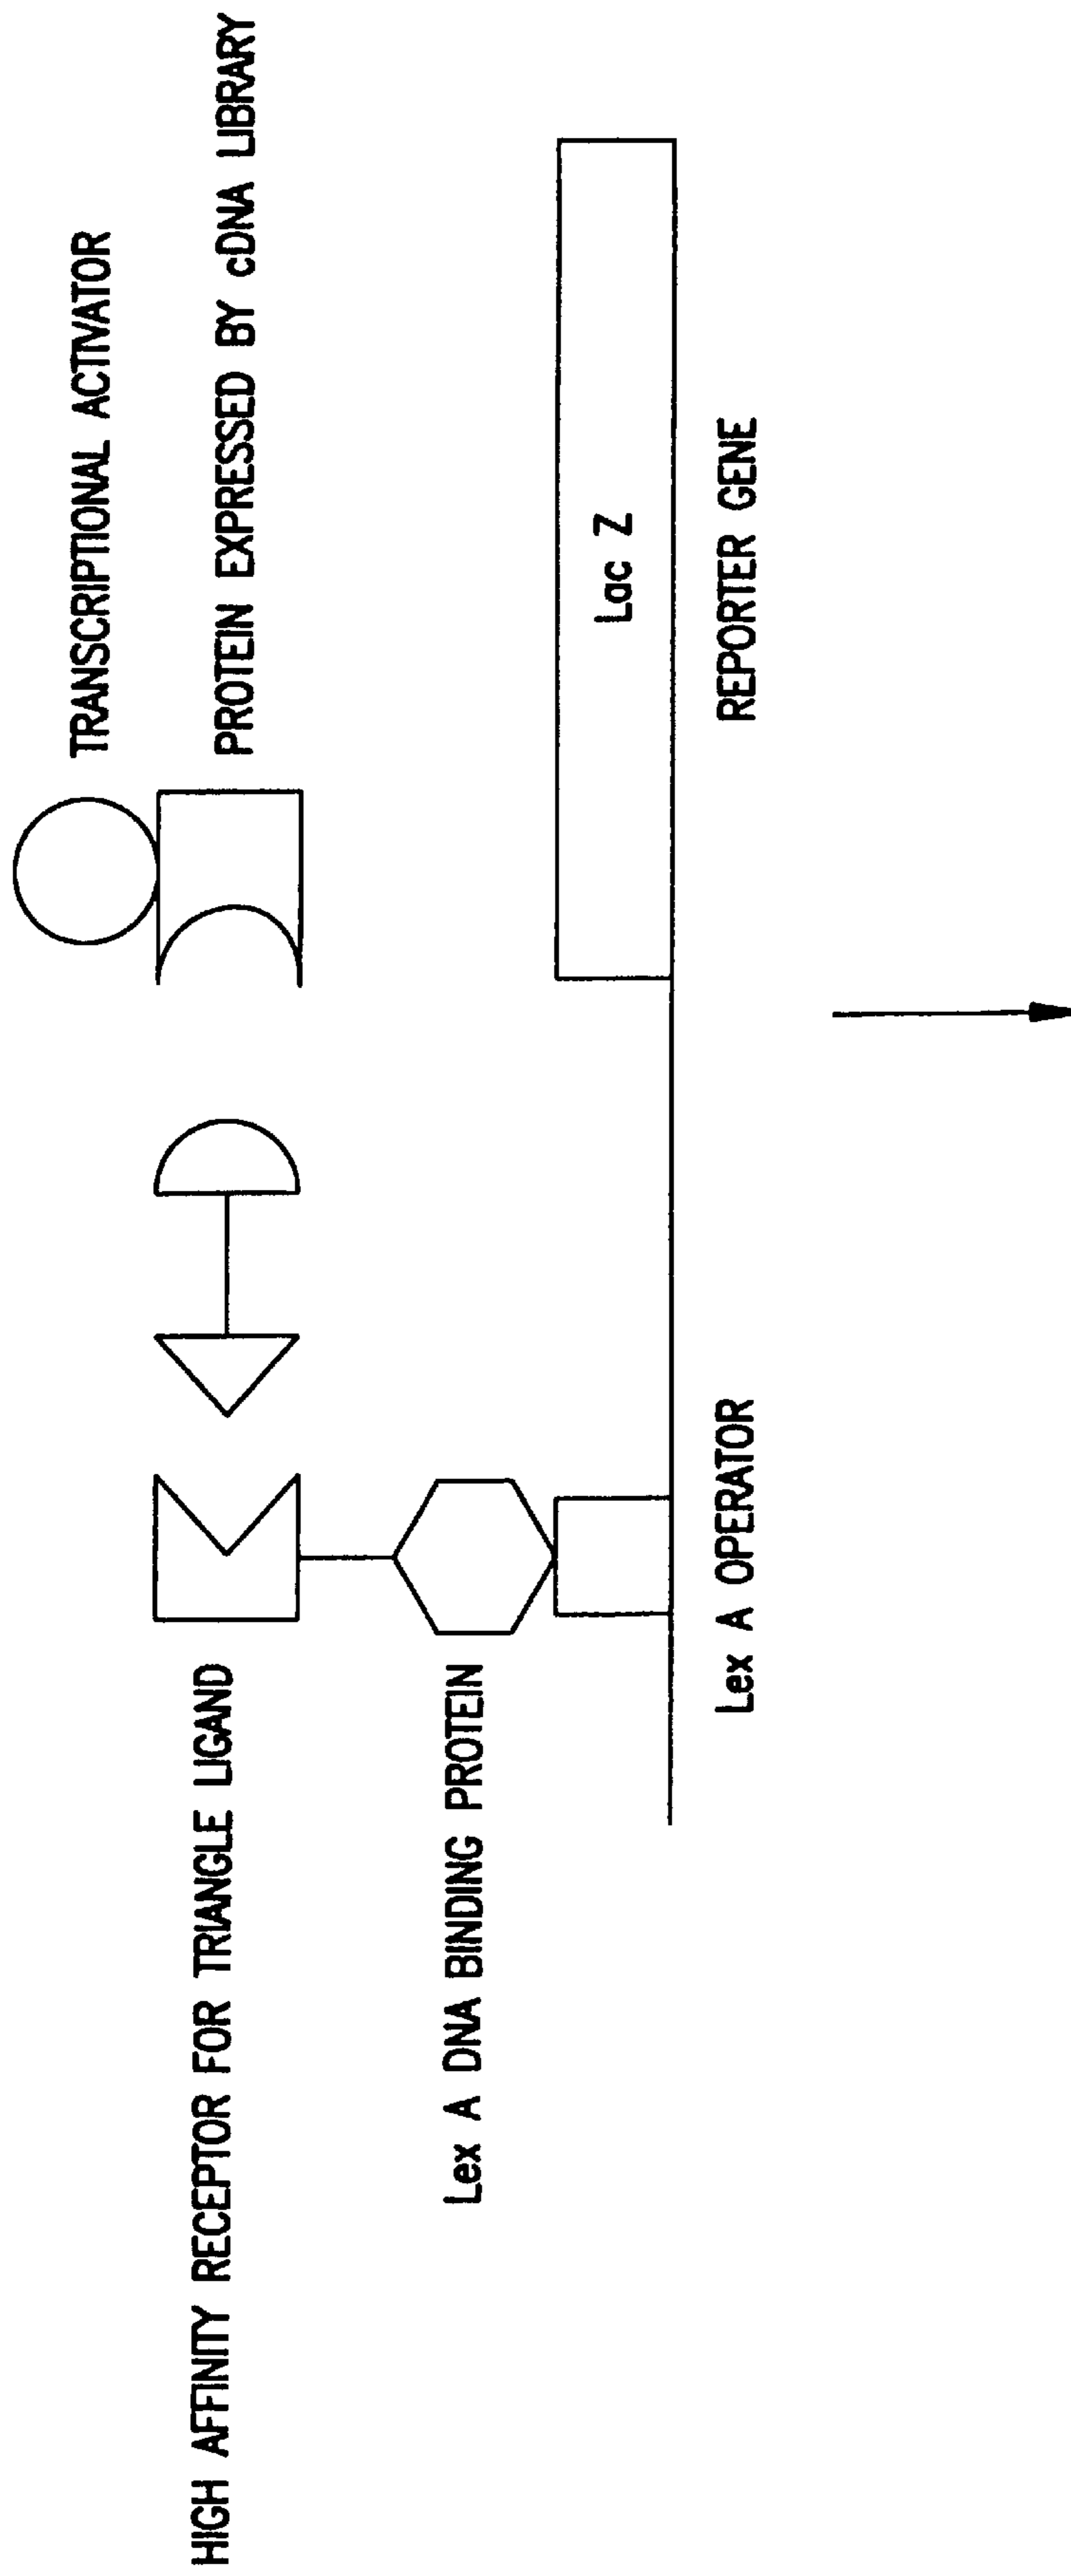 TRANSCRIPTIONAL ACTIVATOR
HIGH AFFINITY RECEPTOR FOR TRIANGLE LIGAND
PROTEIN EXPRESSED BY cDNA LIBRARY
Lex A DNA BINDING PROTEIN
Lac Z
Lex A OPERATOR
REPORTER GENE